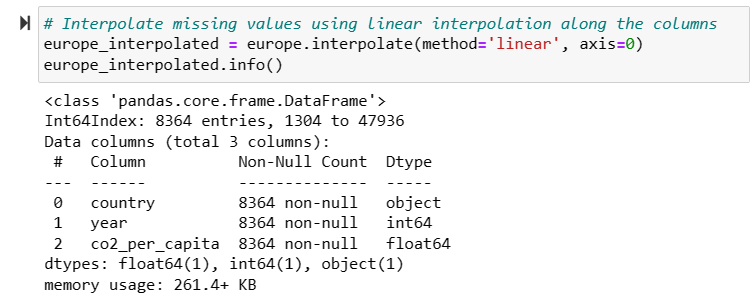 # Interpolate missing values using linear interpolation along the columns
europe_interpolated = europe.interpolate(method='linear', axis=0)
europe_interpolated.info()
<class 'pandas.core.frame.DataFrame'>
Int64Index: 8364 entries, 1304 to 47936
Data columns (total 3 columns):
 #   Column         Non-Null Count  Dtype
---  ------         --------------  -----
 0   country        8364 non-null   object
 1   year           8364 non-null   int64
 2   co2_per_capita  8364 non-null   float64
dtypes: float64(1), int64(1), object(1)
memory usage: 261.4+ KB